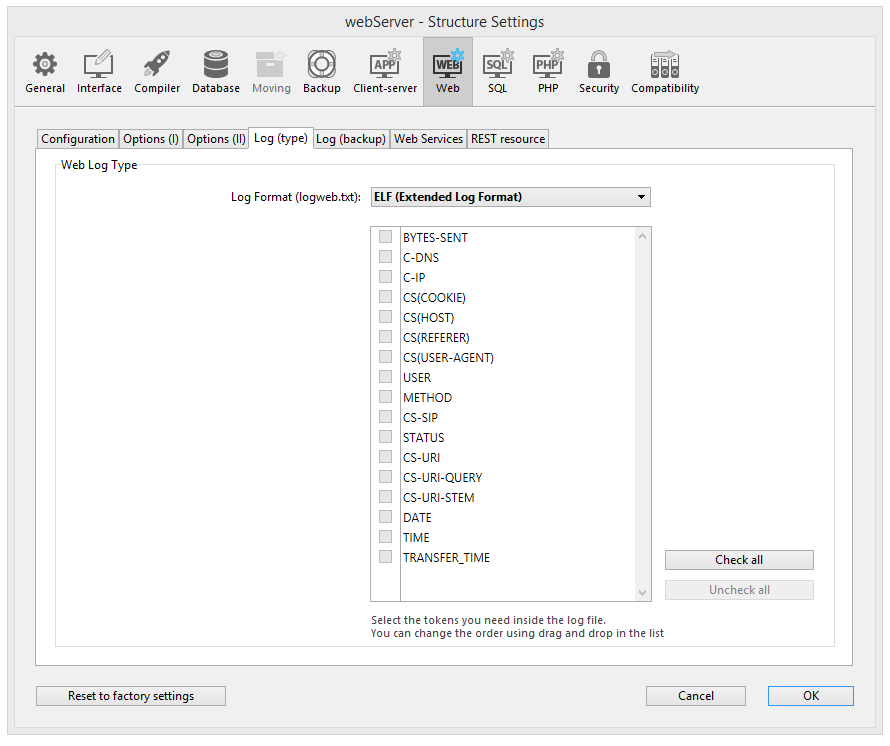 webServer - Structure Settings
APP WEB SQL PHP
General Interface Compiler Database Moving Backup Client-server Web SQL PHP Security Compatibility
Configuration Options (I) Options (II) Log (type) Log (backup) Web Services REST resource
Web Log Type
Log Format (logweb.txt): ELF (Extended Log Format)
BYTES-SENT
C-DNS
C-IP
CS(COOKIE)
CS(HOST)
CS(REFERER)
CS(USER-AGENT)
USER
METHOD
CS-SIP
STATUS
CS-URI
CS-URI-QUERY
CS-URI-STEM
DATE
TIME
TRANSFER_TIME
Check all
Uncheck all
Select the tokens you need inside the log file.
You can change the order using drag and drop in the list
Reset to factory settings Cancel OK